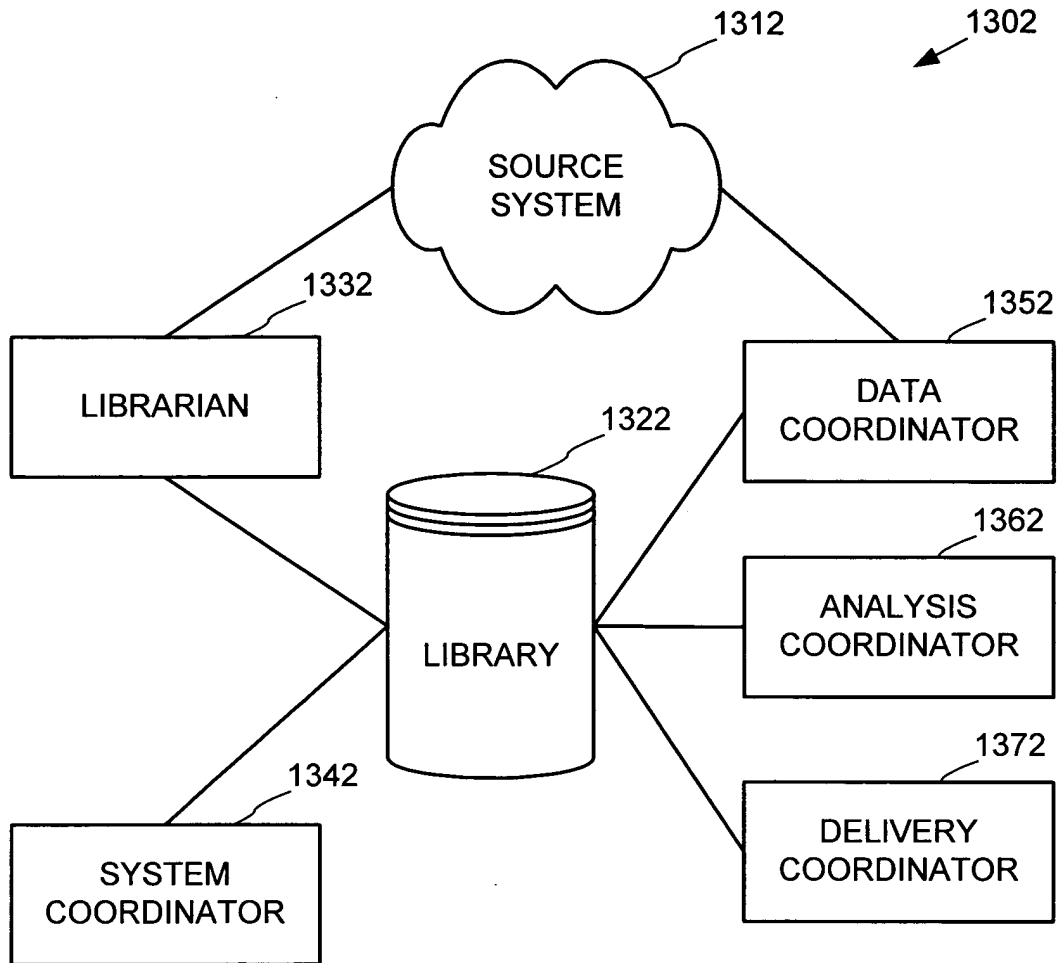 1312
1302
SOURCE
SYSTEM
1332
1352
LIBRARIAN
DATA
COORDINATOR
1322
1362
ANALYSIS
COORDINATOR
LIBRARY
1342
1372
SYSTEM
COORDINATOR
DELIVERY
COORDINATOR